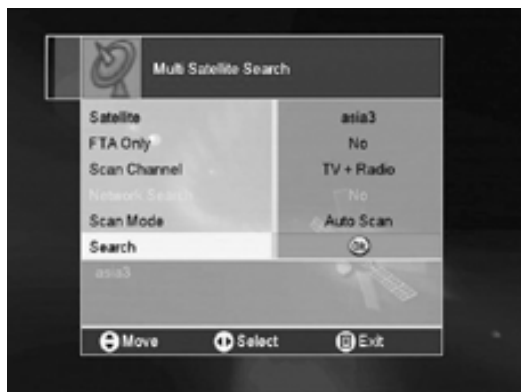 Multi Satellite Search
Satellite asia3
FTA Only No
Scan Channel TV + Radio
Network Search No
Scan Mode Auto Scan
Search OK
asia3
Move Select Exit